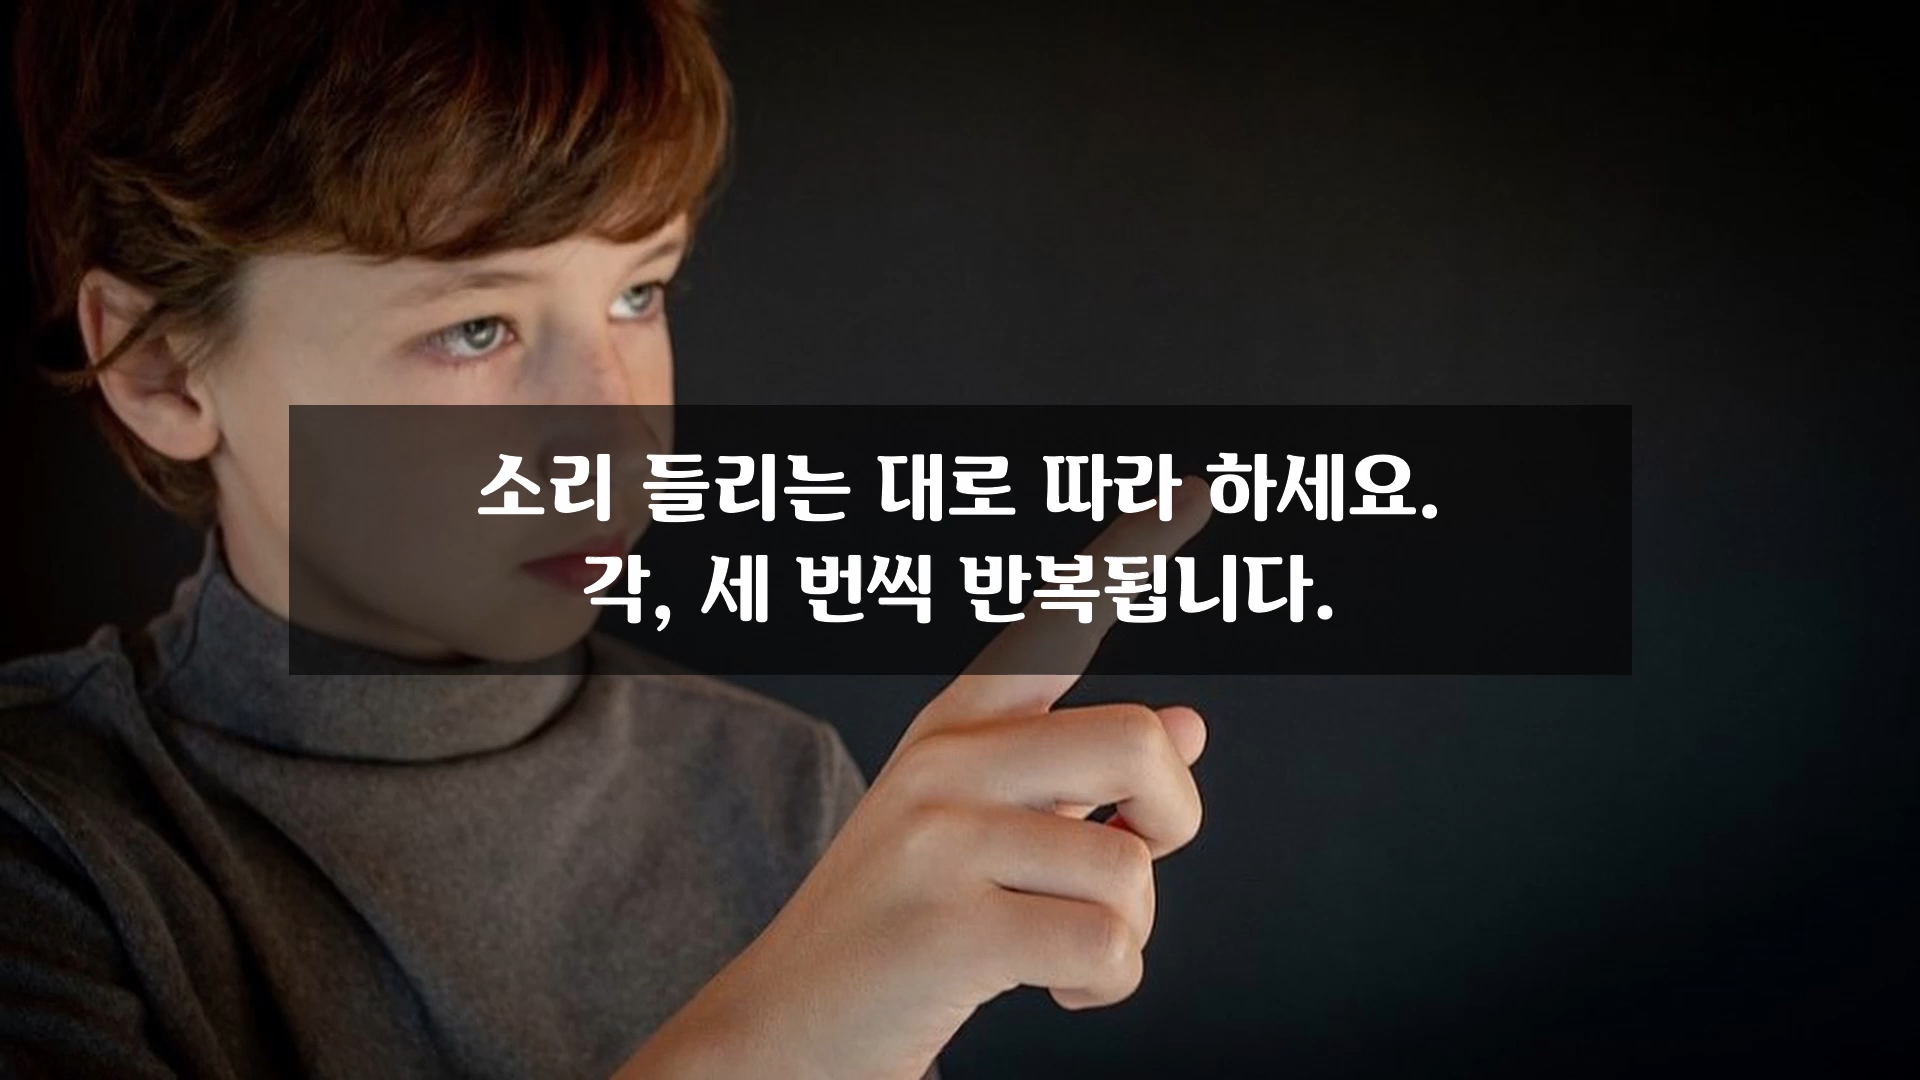 소리 들리는 대로 따라 하세요.
각, 세 번씩 반복됩니다.